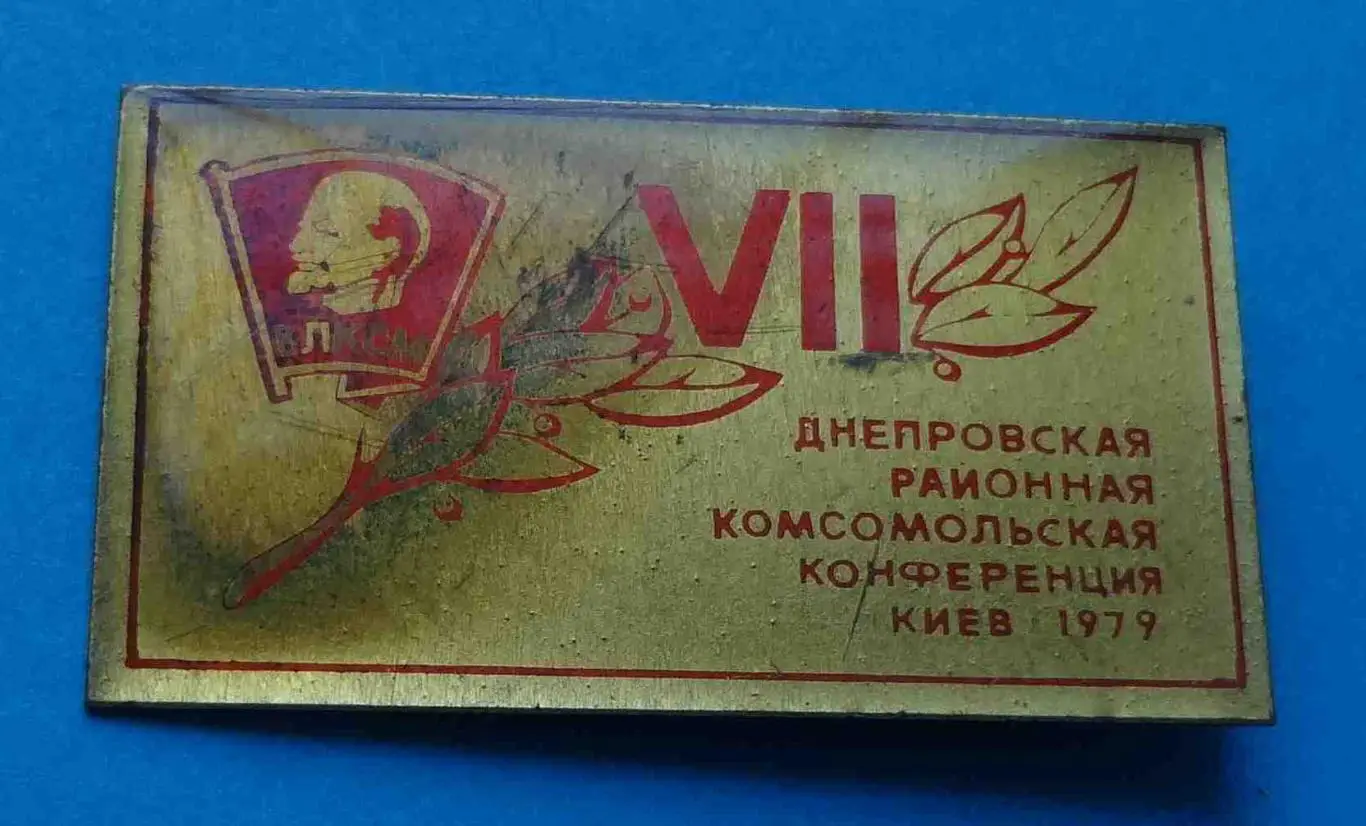 ВЛКСМ
VII
ДНЕПРОВСКАЯ
РАЙОННАЯ
КОМСОМОЛЬСКАЯ
КОНФЕРЕНЦИЯ
КИЕВ 1979